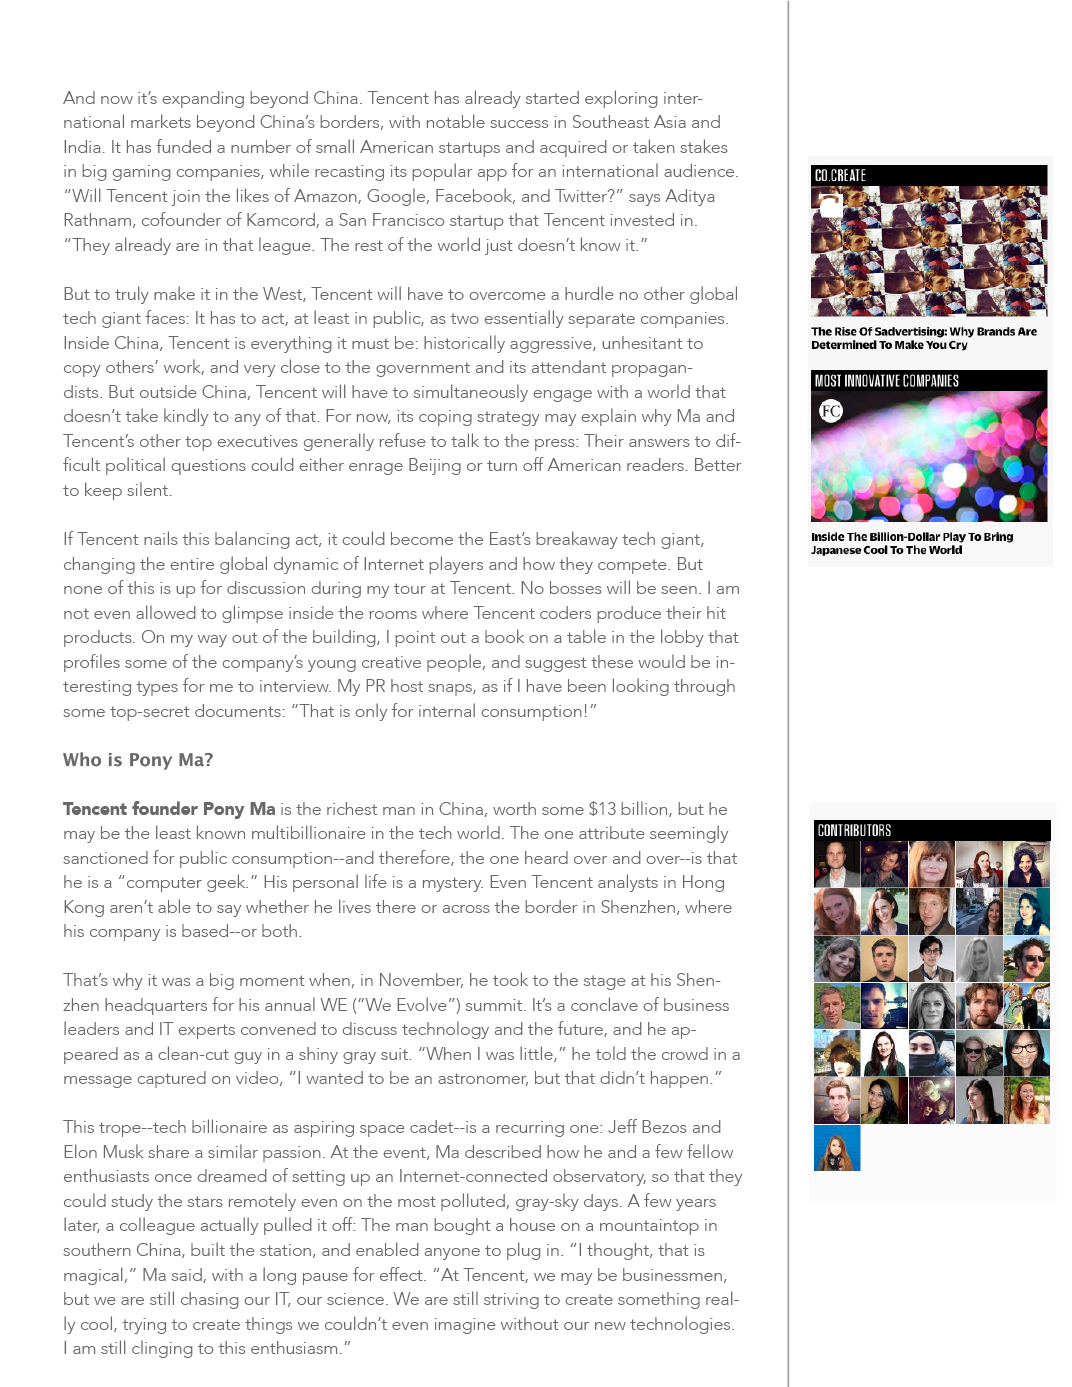 And now it’s expanding beyond China. Tencent has already started exploring inter-
national markets beyond China’s borders, with notable success in Southeast Asia and
India. It has funded a number of small American startups and acquired or taken stakes
in big gaming companies, while recasting its popular app for an international audience.
“Will Tencent join the likes of Amazon, Google, Facebook, and Twitter?” says Aditya
Rathnam, cofounder of Kamcord, a San Francisco startup that Tencent invested in.
“They already are in that league. The rest of the world just doesn’t know it.”
But to truly make it in the West, Tencent will have to overcome a hurdle no other global
tech giant faces: It has to act, at least in public, as two essentially separate companies.
Inside China, Tencent is everything it must be: historically aggressive, unhesitant to
copy others’ work, and very close to the government and its attendant propagan-
dists. But outside China, Tencent will have to simultaneously engage with a world that
doesn’t take kindly to any of that. For now, its coping strategy may explain why Ma and
Tencent’s other top executives generally refuse to talk to the press: Their answers to dif-
ficult political questions could either enrage Beijing or turn off American readers. Better
to keep silent.
If Tencent nails this balancing act, it could become the East’s breakaway tech giant,
changing the entire global dynamic of Internet players and how they compete. But
none of this is up for discussion during my tour at Tencent. No bosses will be seen. I am
not even allowed to glimpse inside the rooms where Tencent coders produce their hit
products. On my way out of the building, I point out a book on a table in the lobby that
profiles some of the company’s young creative people, and suggest these would be in-
teresting types for me to interview. My PR host snaps, as if I have been looking through
some top-secret documents: “That is only for internal consumption!”
Who is Pony Ma?
Tencent founder Pony Ma is the richest man in China, worth some $13 billion, but he
may be the least known multibillionaire in the tech world. The one attribute seemingly
sanctioned for public consumption--and therefore, the one heard over and over--is that
he is a “computer geek.” His personal life is a mystery. Even Tencent analysts in Hong
Kong aren’t able to say whether he lives there or across the border in Shenzhen, where
his company is based--or both.
That’s why it was a big moment when, in November, he took to the stage at his Shen-
zhen headquarters for his annual WE (“We Evolve”) summit. It’s a conclave of business
leaders and IT experts convened to discuss technology and the future, and he ap-
peared as a clean-cut guy in a shiny gray suit. “When I was little,” he told the crowd in a
message captured on video, “I wanted to be an astronomer, but that didn’t happen.”
This trope--tech billionaire as aspiring space cadet--is a recurring one: Jeff Bezos and
Elon Musk share a similar passion. At the event, Ma described how he and a few fellow
enthusiasts once dreamed of setting up an Internet-connected observatory, so that they
could study the stars remotely even on the most polluted, gray-sky days. A few years
later, a colleague actually pulled it off: The man bought a house on a mountaintop in
southern China, built the station, and enabled anyone to plug in. “I thought, that is
magical,” Ma said, with a long pause for effect. “At Tencent, we may be businessmen,
but we are still chasing our IT, our science. We are still striving to create something real-
ly cool, trying to create things we couldn’t even imagine without our new technologies.
I am still clinging to this enthusiasm.”
CO.CREATE
The Rise Of Sadvertising: Why Brands Are
Determined To Make You Cry
MOST INNOVATIVE COMPANIES
FC
Inside The Billion-Dollar Play To Bring
Japanese Cool To The World
CONTRIBUTORS